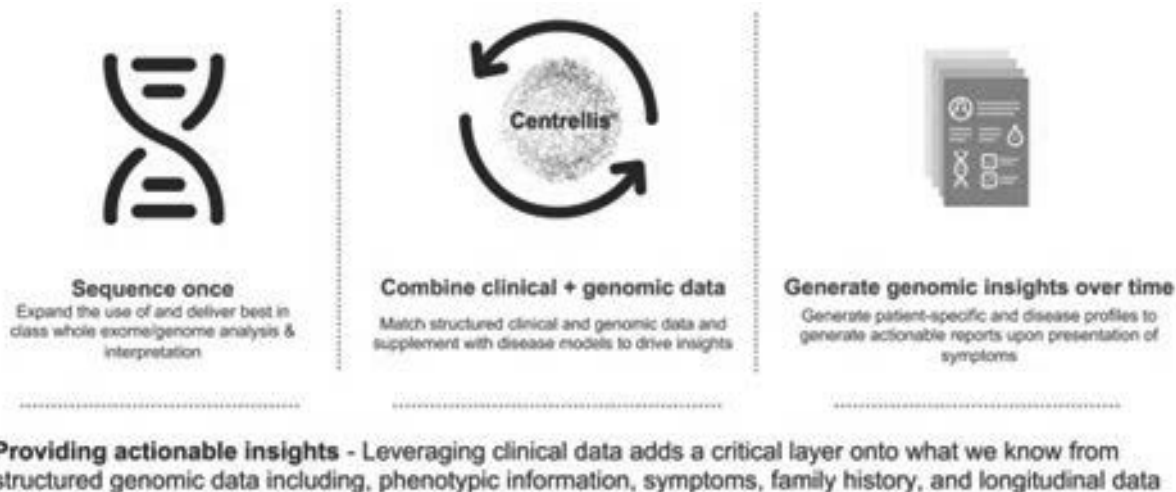 Centrellis®
Sequence once
Expand the use of and deliver best in
class whole exome/genome analysis &
interpretation
Combine clinical + genomic data
Match structured clinical and genomic data and
supplement with disease models to drive insights
Generate genomic insights over time
Generate patient-specific and disease profiles to
generate actionable reports upon presentation of
symptoms
Providing actionable insights - Leveraging clinical data adds a critical layer onto what we know from
structured genomic data including, phenotypic information, symptoms, family history, and longitudinal data